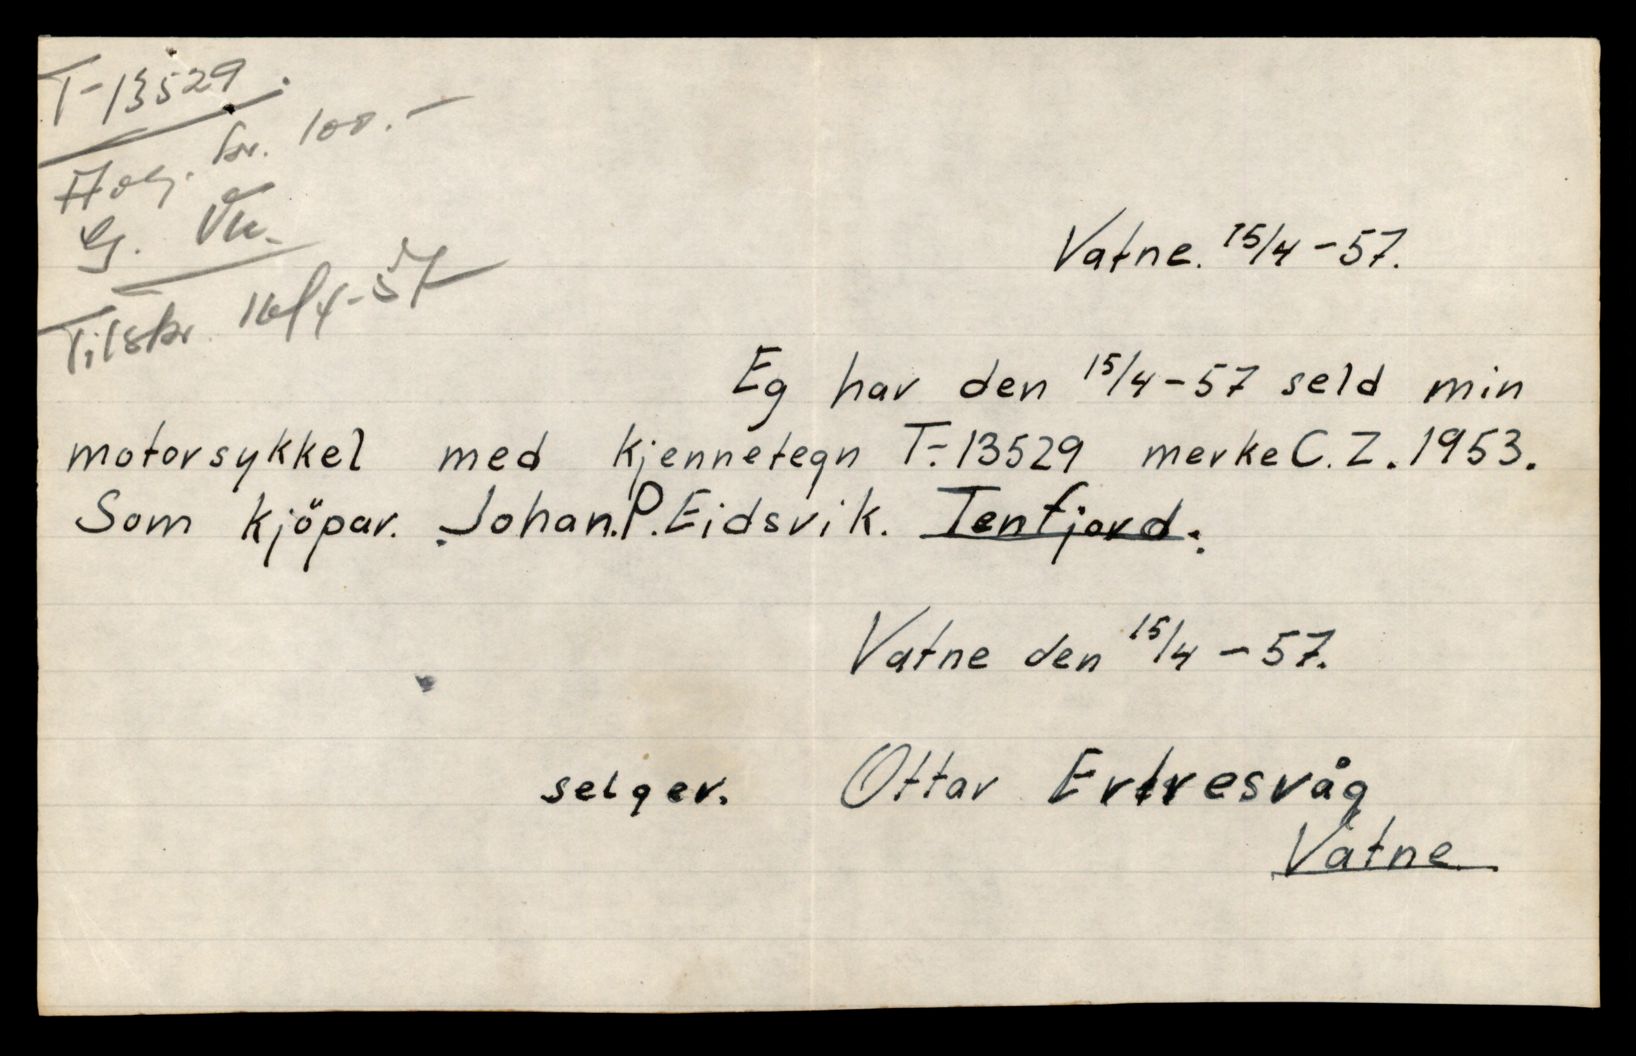 T-13529.
kr. 100.-
G. Vu.
Tilskr. 16/4-57
Vatne. 15/4-57.
Eg har den 15/4-57 seld min
motorsykkel med kjennetegn T-13529 merke C.Z. 1953.
Som kjöpar. Johan.P.Eidsvik. Tenfjord.
Vatne den 15/4-57.
selger. Ottar Ertresvåg
Vatne